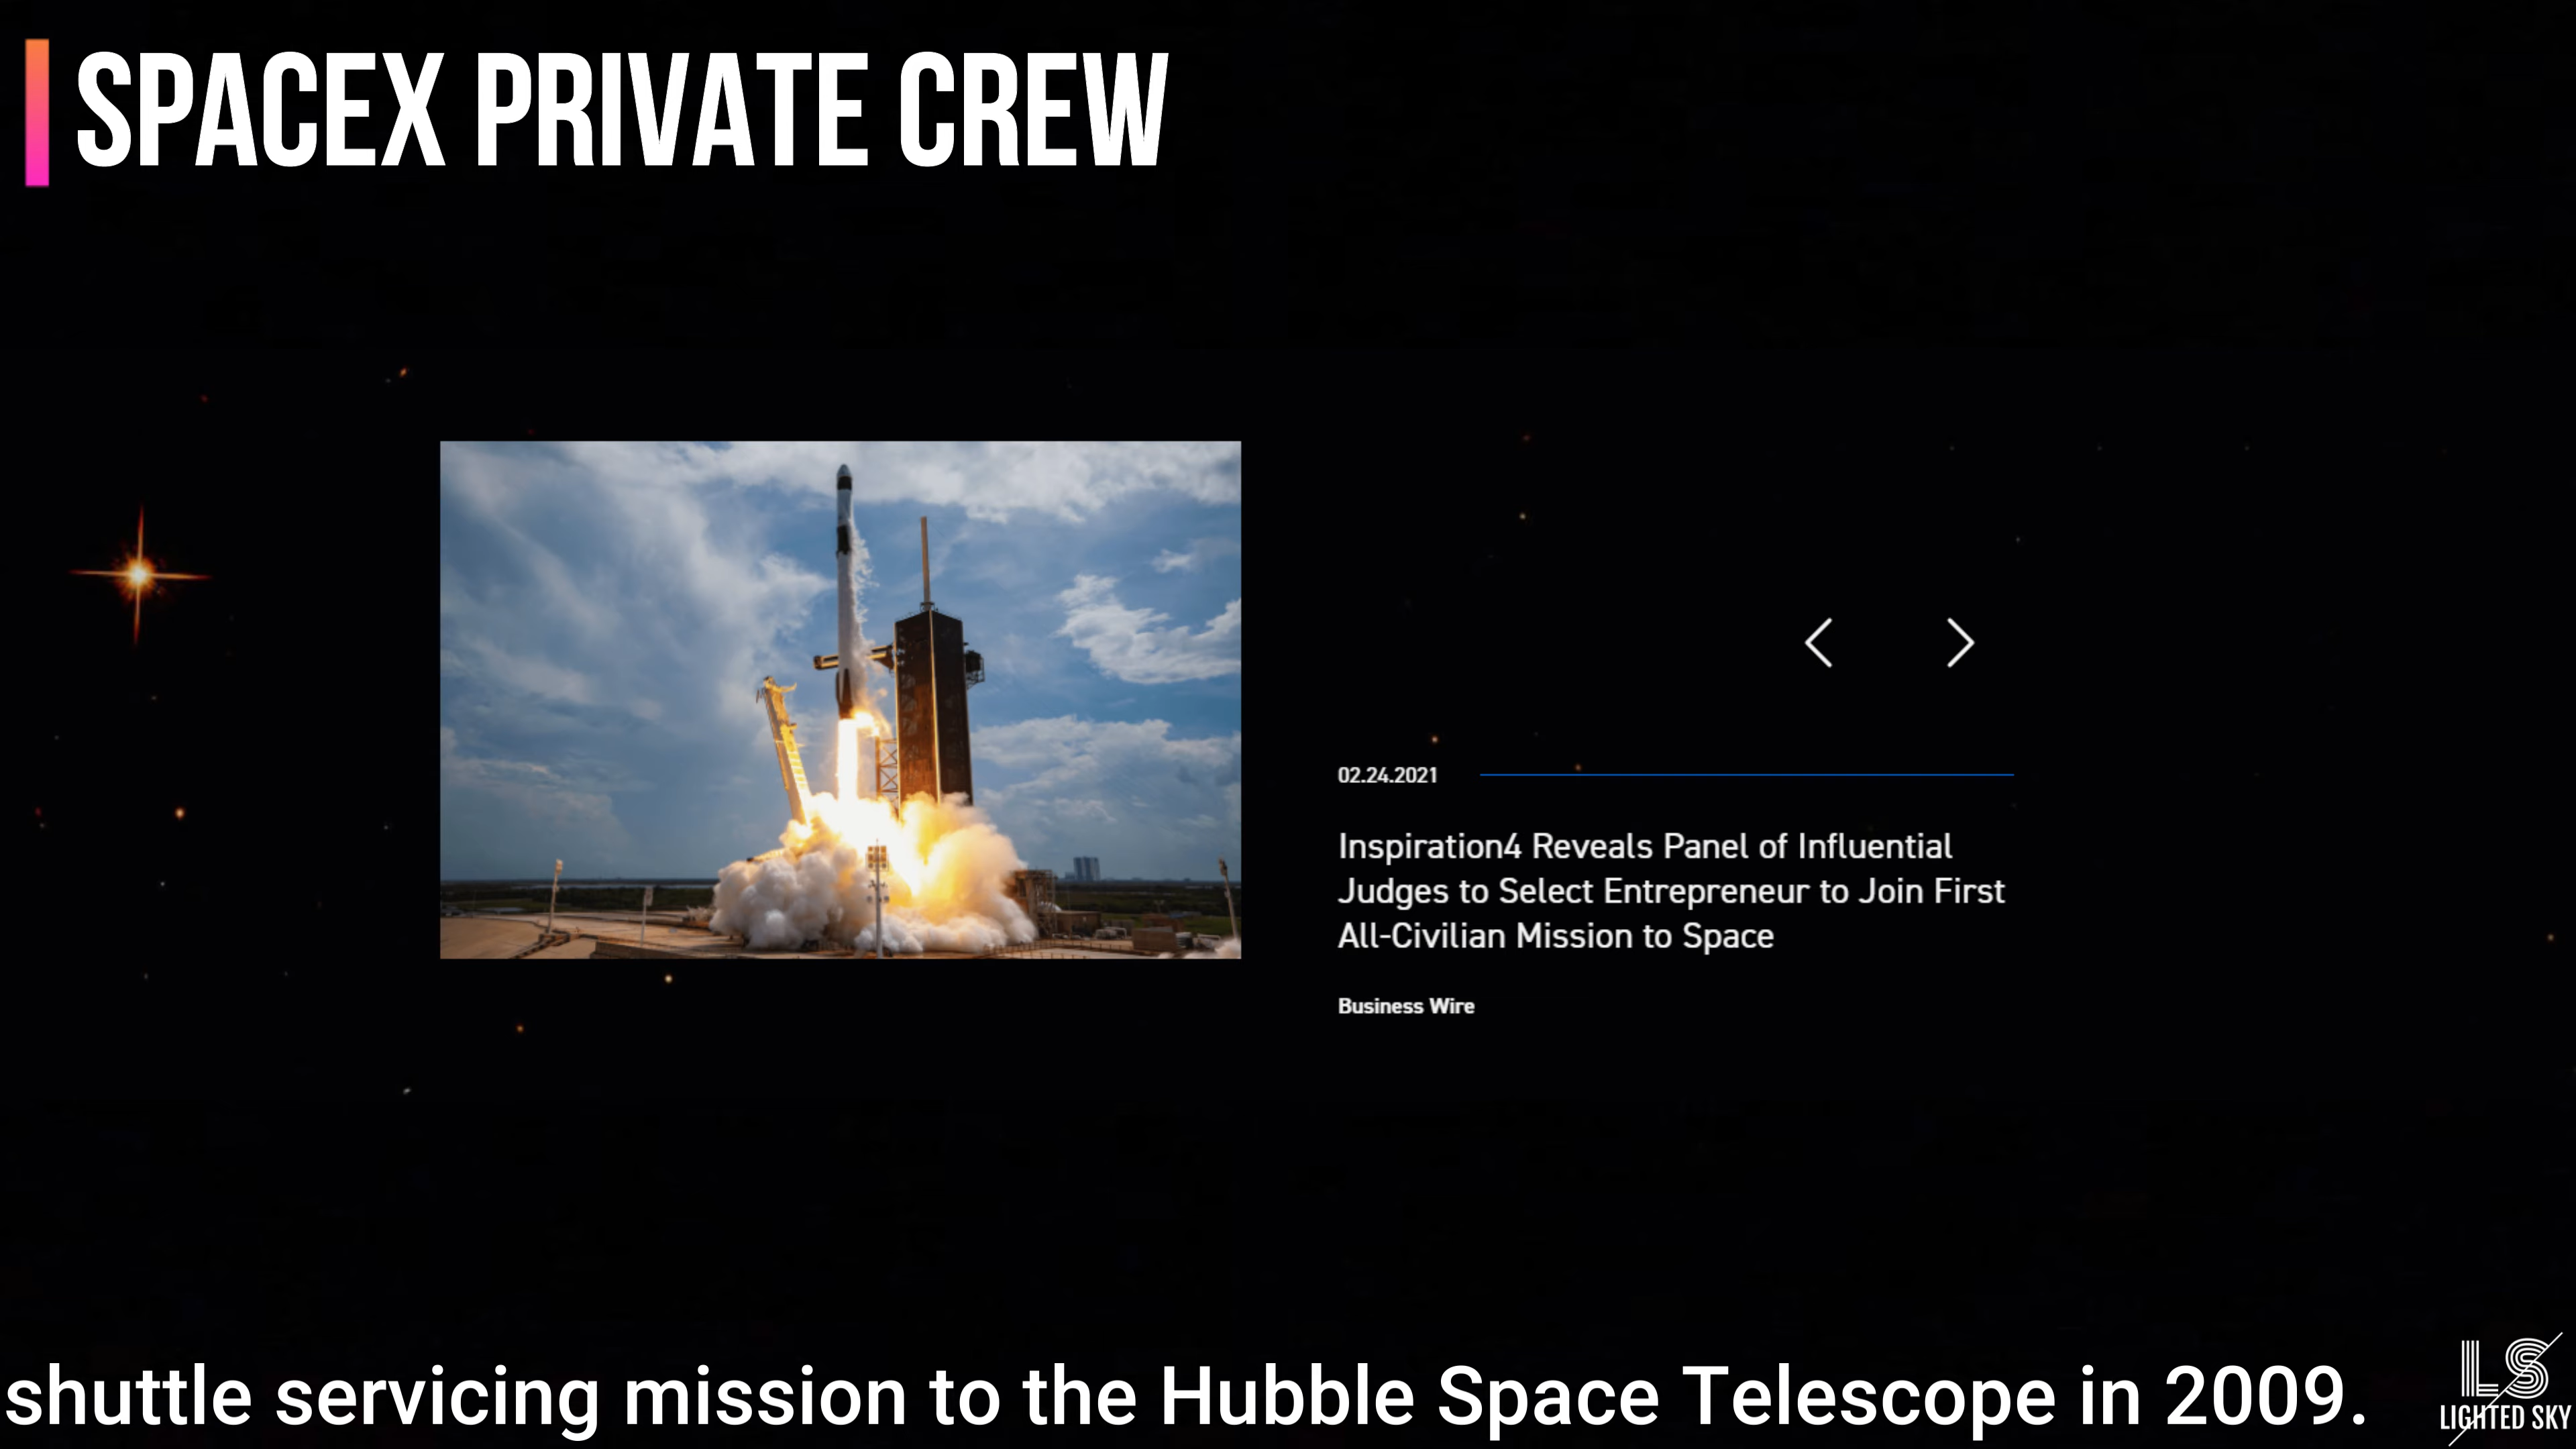 SPACEX PRIVATE CREW
02.24.2021
Inspiration4 Reveals Panel of Influential
Judges to Select Entrepreneur to Join First
All-Civilian Mission to Space
Business Wire
shuttle servicing mission to the Hubble Space Telescope in 2009.
LS
LIGHTED SKY